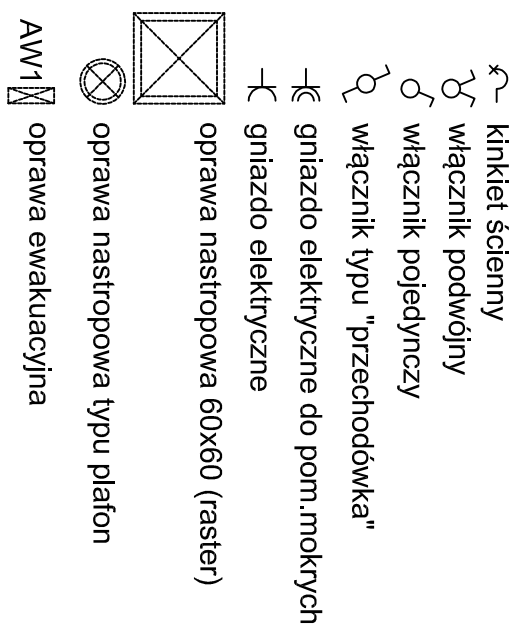 kinkiet ścienny
włącznik podwójny
włącznik pojedynczy
włącznik typu "przechodówka"
gniazdo elektryczne do pom.mokrych
gniazdo elektryczne
oprawa nastropowa 60x60 (raster)
oprawa nastropowa typu plafon
AW1 oprawa ewakuacyjna